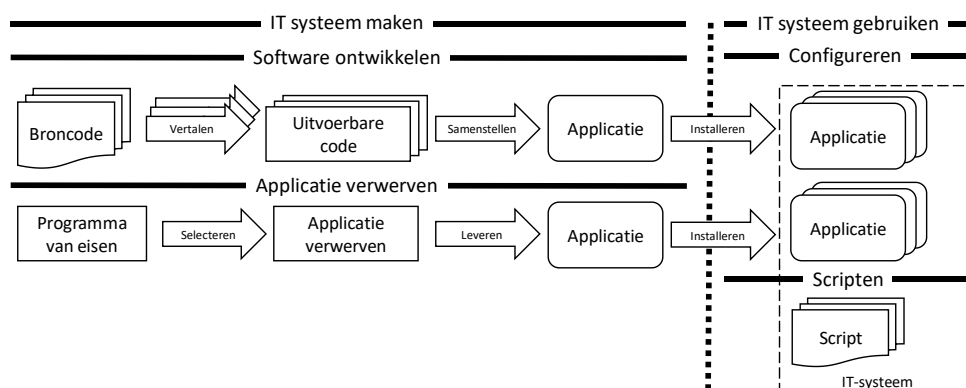 IT systeem maken
IT systeem gebruiken
Software ontwikkelen
Configureren
Broncode
Vertalen
Uitvoerbare
code
Samenstellen
Applicatie
Installeren
Applicatie
Applicatie verwerven
Programma
van eisen
Selecteren
Applicatie
verwerven
Leveren
Applicatie
Installeren
Applicatie
Scripten
Script
IT-systeem